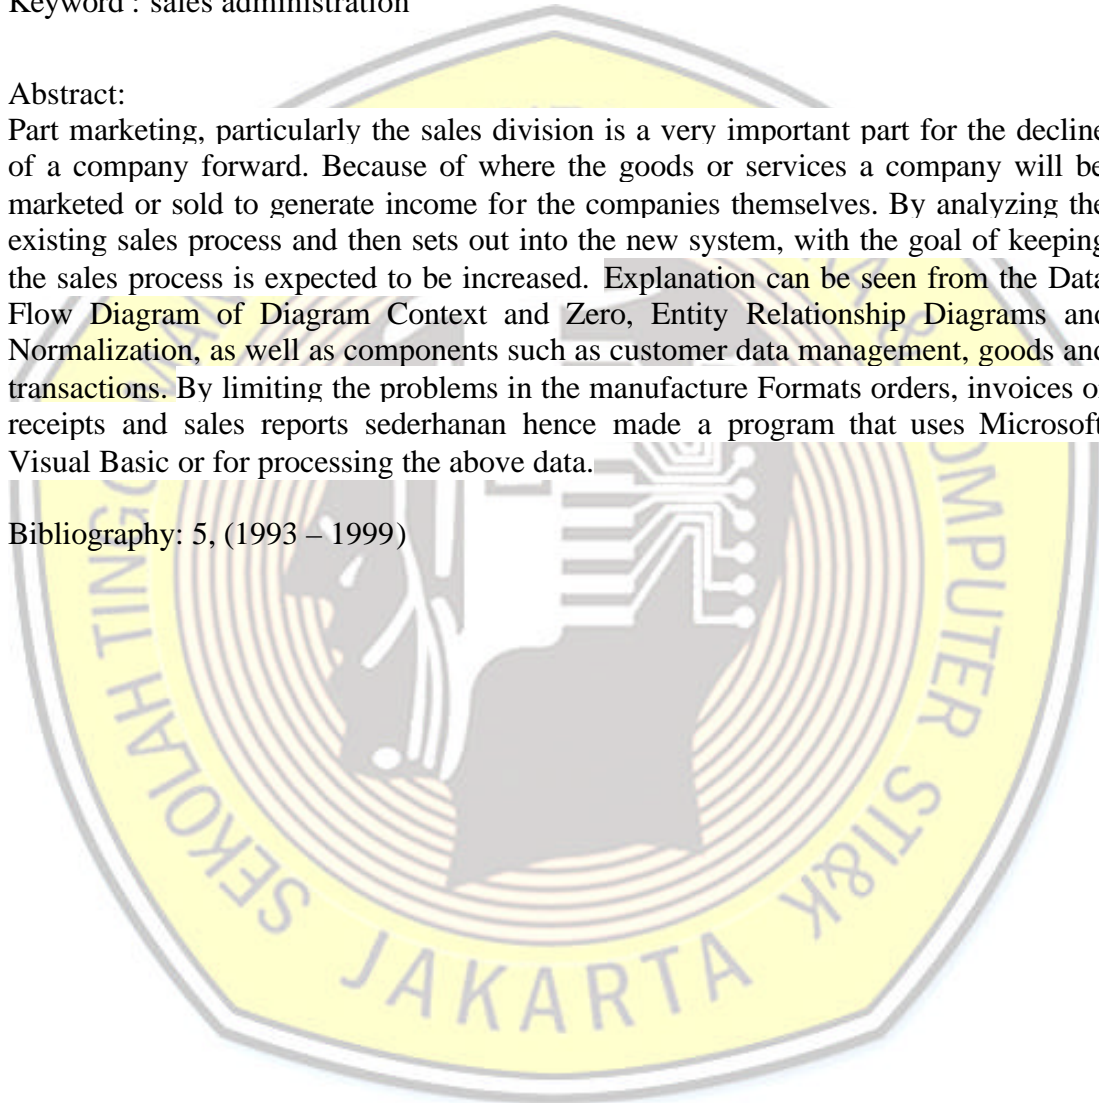 Keyword : sales administration
Abstract:
Part marketing, particularly the sales division is a very important part for the decline
of a company forward. Because of where the goods or services a company will be
marketed or sold to generate income for the companies themselves. By analyzing the
existing sales process and then sets out into the new system, with the goal of keeping
the sales process is expected to be increased. Explanation can be seen from the Data
Flow Diagram of Diagram Context and Zero, Entity Relationship Diagrams and
Normalization, as well as components such as customer data management, goods and
transactions. By limiting the problems in the manufacture Formats orders, invoices or
receipts and sales reports sederhanan hence made a program that uses Microsoft
Visual Basic or for processing the above data.
Bibliography: 5, (1993 – 1999)
SEKOLAH
STI&K
JAKARTA